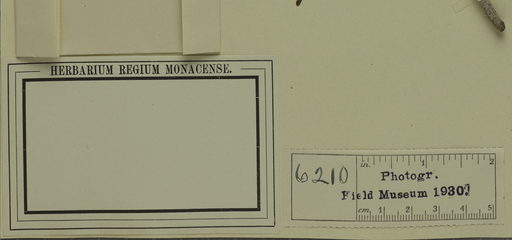 HERBARIUM REGIUM MONACENSE.
6210
in. 1 2
Photogr.
Field Museum 1930.
cm. 1 2 3 4 5